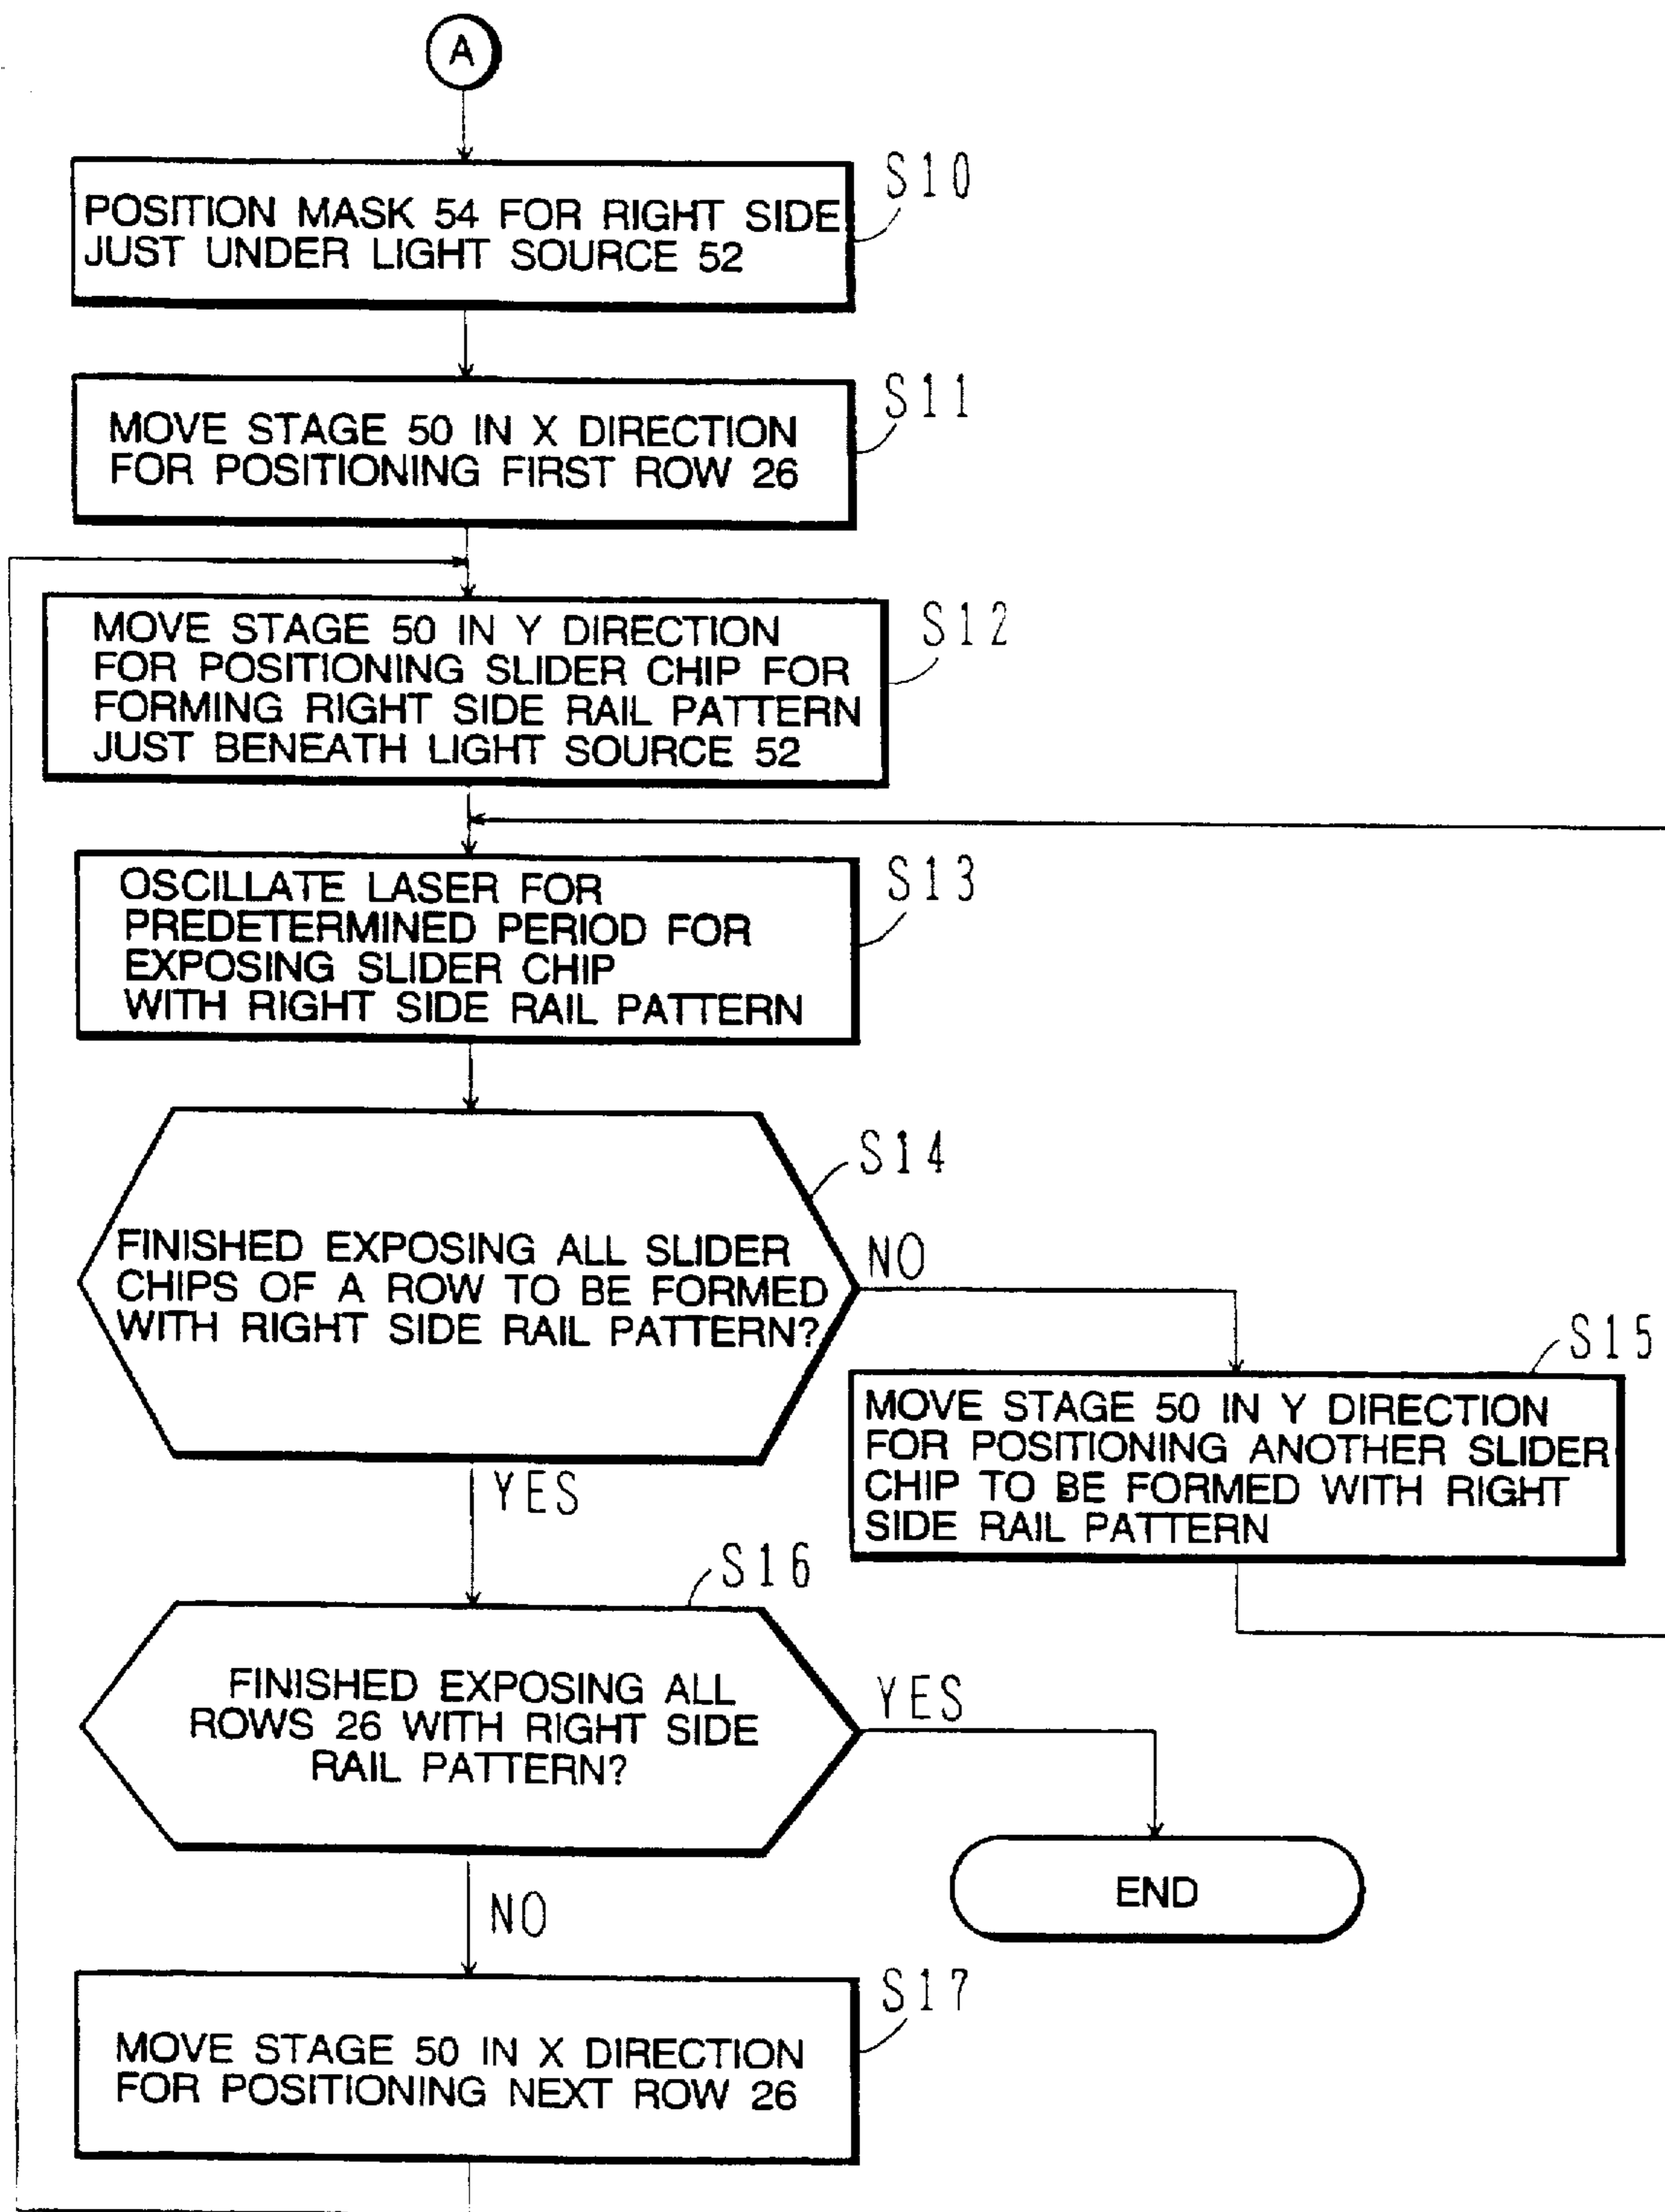 A
S10
POSITION MASK 54 FOR RIGHT SIDE
JUST UNDER LIGHT SOURCE 52
S11
MOVE STAGE 50 IN X DIRECTION
FOR POSITIONING FIRST ROW 26
S12
MOVE STAGE 50 IN Y DIRECTION
FOR POSITIONING SLIDER CHIP FOR
FORMING RIGHT SIDE RAIL PATTERN
JUST BENEATH LIGHT SOURCE 52
S13
OSCILLATE LASER FOR
PREDETERMINED PERIOD FOR
EXPOSING SLIDER CHIP
WITH RIGHT SIDE RAIL PATTERN
S14
FINISHED EXPOSING ALL SLIDER
CHIPS OF A ROW TO BE FORMED
WITH RIGHT SIDE RAIL PATTERN?
NO
S15
MOVE STAGE 50 IN Y DIRECTION
FOR POSITIONING ANOTHER SLIDER
CHIP TO BE FORMED WITH RIGHT
SIDE RAIL PATTERN
YES
S16
FINISHED EXPOSING ALL
ROWS 26 WITH RIGHT SIDE
RAIL PATTERN?
YES
END
NO
S17
MOVE STAGE 50 IN X DIRECTION
FOR POSITIONING NEXT ROW 26